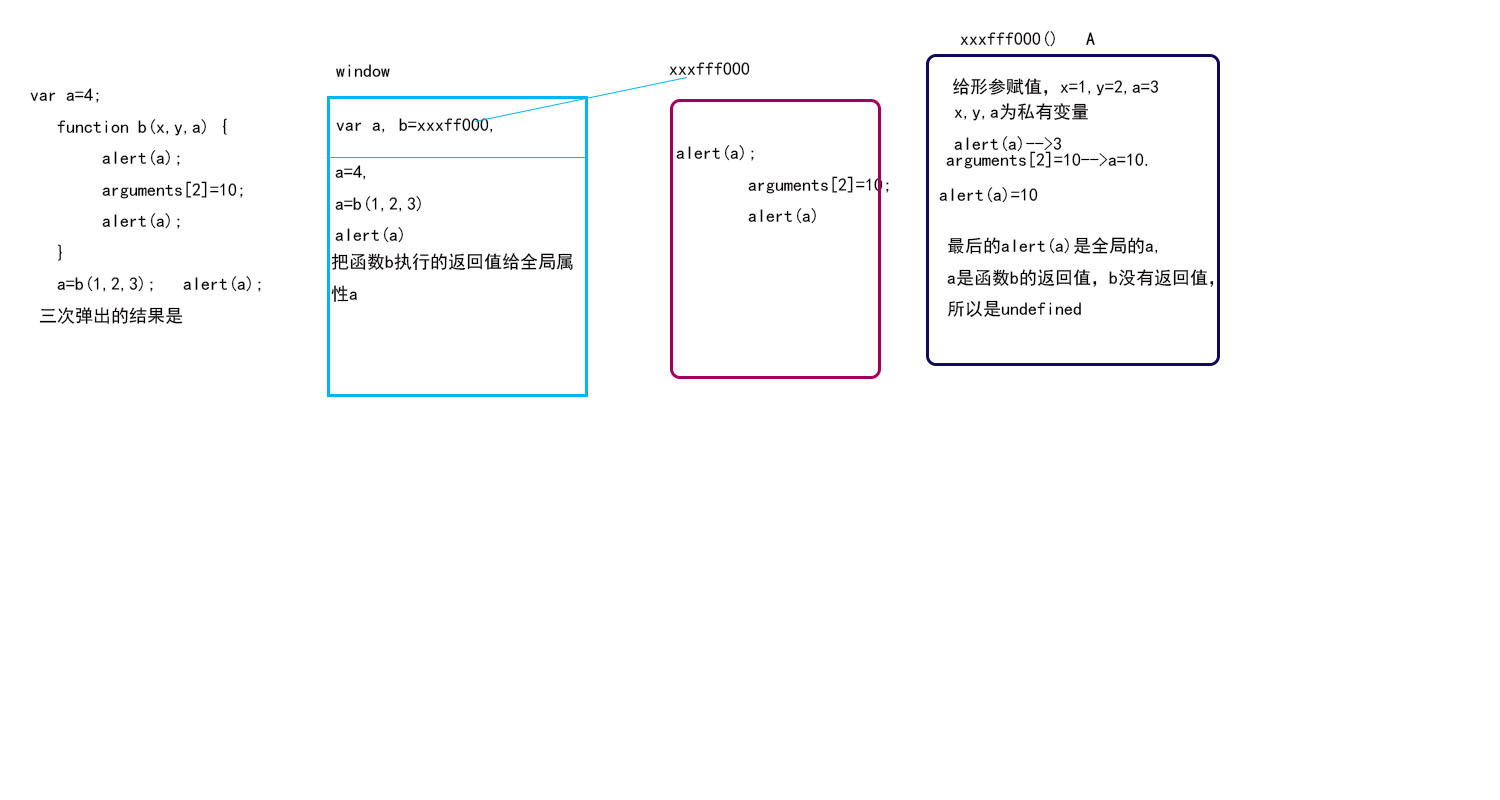 var a=4;
function b(x,y,a) {
alert(a);
arguments[2]=10;
alert(a);
}
a=b(1,2,3);   alert(a);
三次弹出的结果是
window
var a, b=xxxff000,
a=4,
a=b(1,2,3)
alert(a)
把函数b执行的返回值给全局属
性a
xxxfff000
alert(a);
arguments[2]=10;
alert(a)
xxxfff000()   A
给形参赋值，x=1,y=2,a=3
x,y,a为私有变量
alert(a)-->3
arguments[2]=10-->a=10.
alert(a)=10
最后的alert(a)是全局的a,
a是函数b的返回值，b没有返回值，
所以是undefined